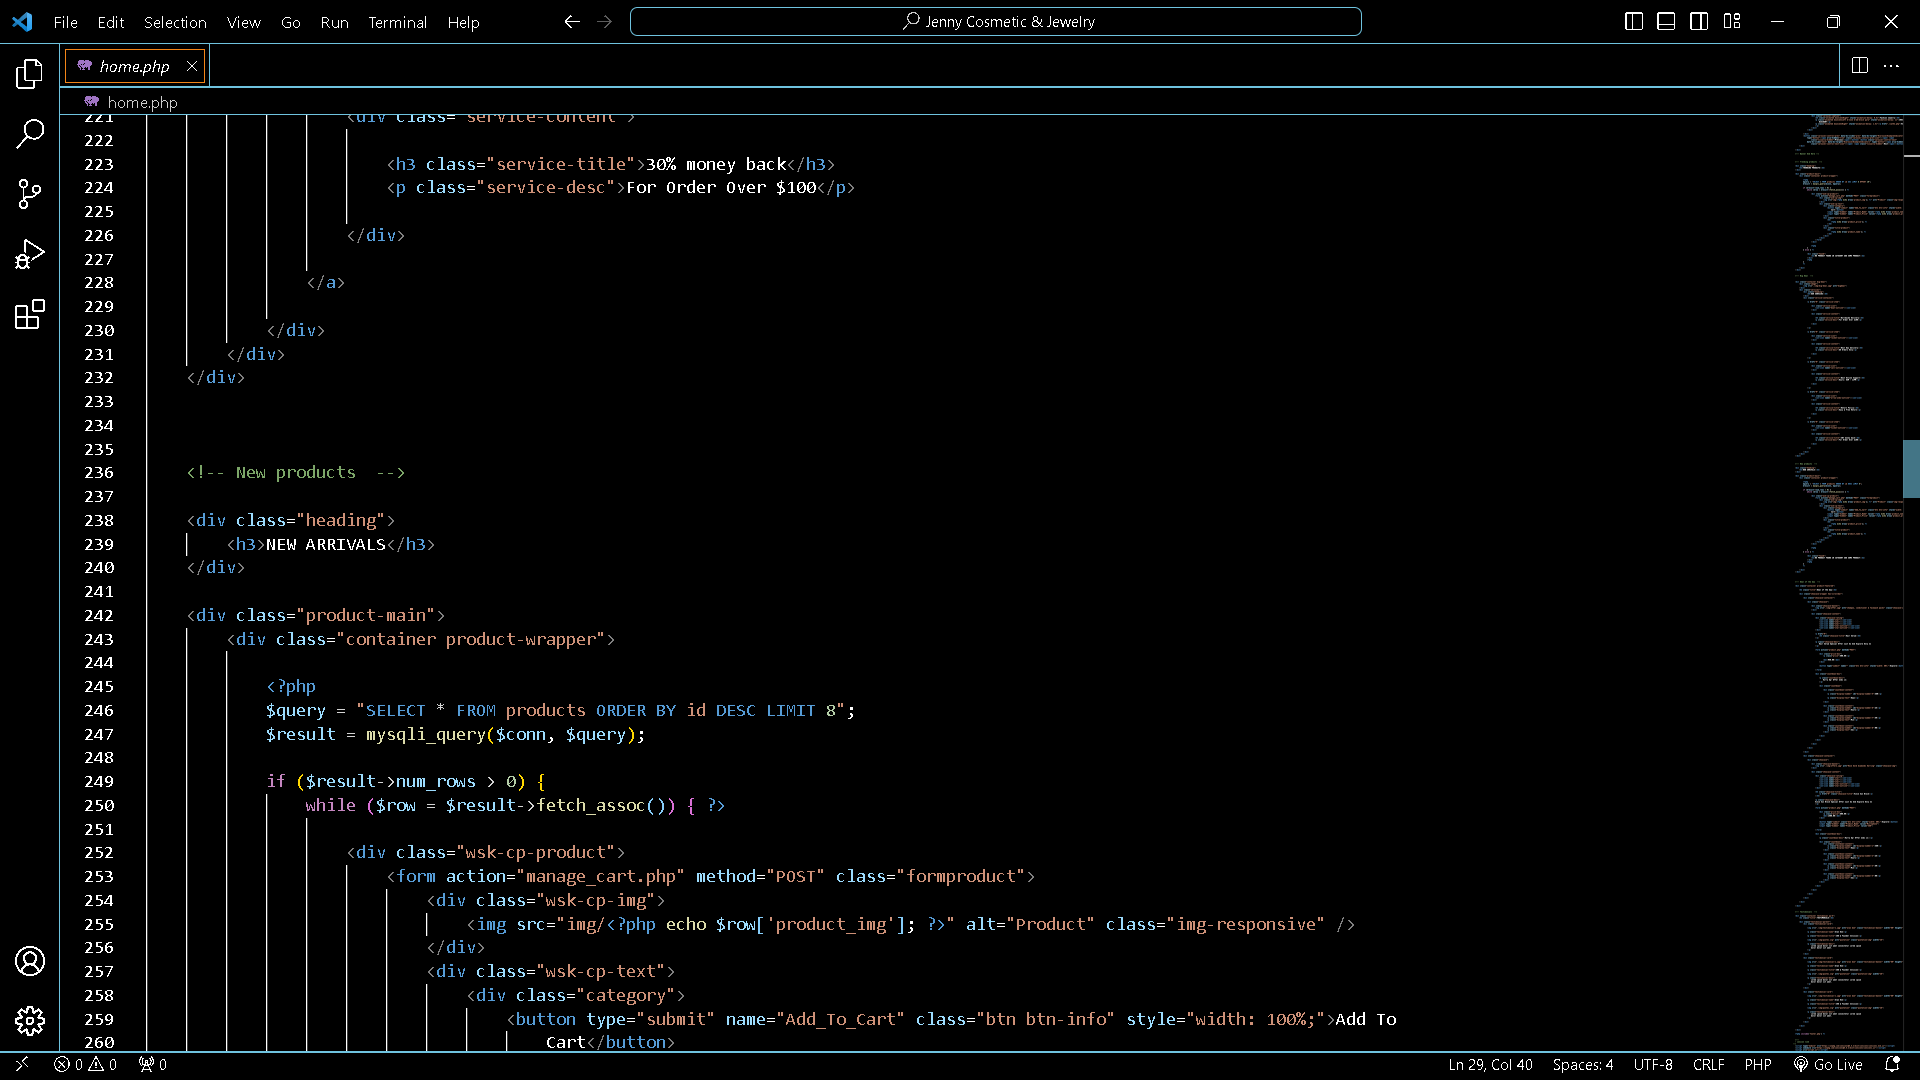 File Edit Selection View Go Run Terminal Help
Jenny Cosmetic & Jewelry
home.php
home.php
221 <div class="service-content">
222
223 <h3 class="service-title">30% money back</h3>
224 <p class="service-desc">For Order Over $100</p>
225
226 </div>
227
228 </a>
229
230 </div>
231 </div>
232 </div>
233
234
235
236 <!-- New products  -->
237
238 <div class="heading">
239 <h3>NEW ARRIVALS</h3>
240 </div>
241
242 <div class="product-main">
243 <div class="container product-wrapper">
244
245 <?php
246 $query = "SELECT * FROM products ORDER BY id DESC LIMIT 8";
247 $result = mysqli_query($conn, $query);
248
249 if ($result->num_rows > 0) {
250 while ($row = $result->fetch_assoc()) { ?>
251
252 <div class="wsk-cp-product">
253 <form action="manage_cart.php" method="POST" class="formproduct">
254 <div class="wsk-cp-img">
255 <img src="img/<?php echo $row['product_img']; ?>" alt="Product" class="img-responsive" />
256 </div>
257 <div class="wsk-cp-text">
258 <div class="category">
259 <button type="submit" name="Add_To_Cart" class="btn btn-info" style="width: 100%;">Add To
260 Cart</button>
0 0 0 Ln 29, Col 40 Spaces: 4 UTF-8 CRLF PHP Go Live